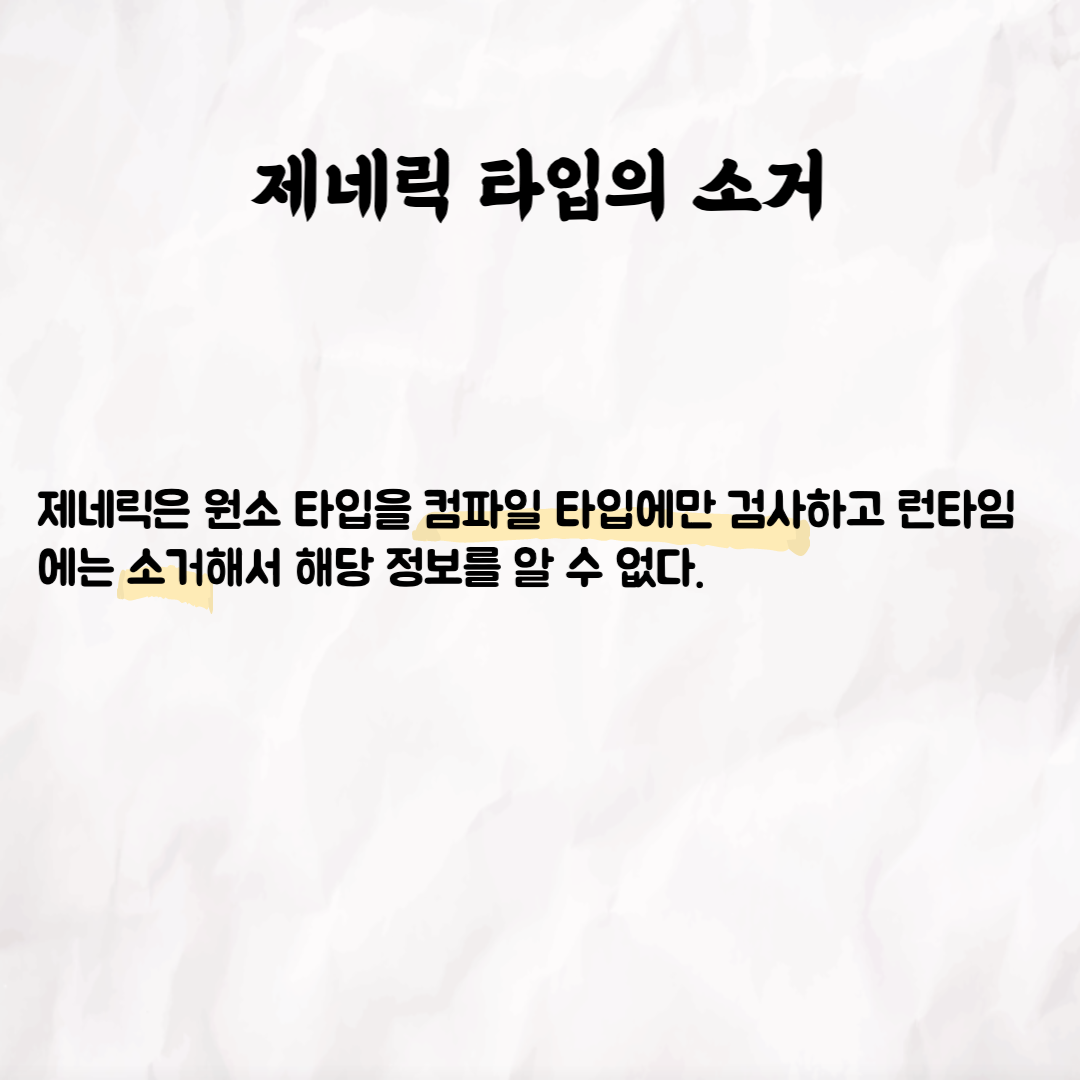 제네릭 타입의 소거
제네릭은 원소 타입을 컴파일 타입에만 검사하고 런타임
에는 소거해서 해당 정보를 알 수 없다.